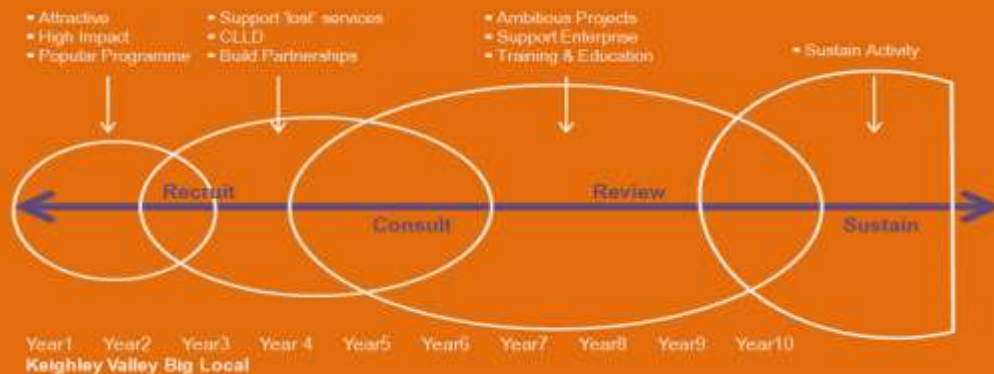 ▪ Attractive
▪ High Impact
▪ Popular Programme
▪ Support 'lost' services
▪ CLLD
▪ Build Partnerships
▪ Ambitious Projects
▪ Support Enterprise
▪ Training & Education
▪ Sustain Activity
Recruit
Review
Consult
Sustain
Year1 Year2 Year3 Year 4 Year5 Year6 Year7 Year8 Year9 Year10
Keighley Valley Big Local